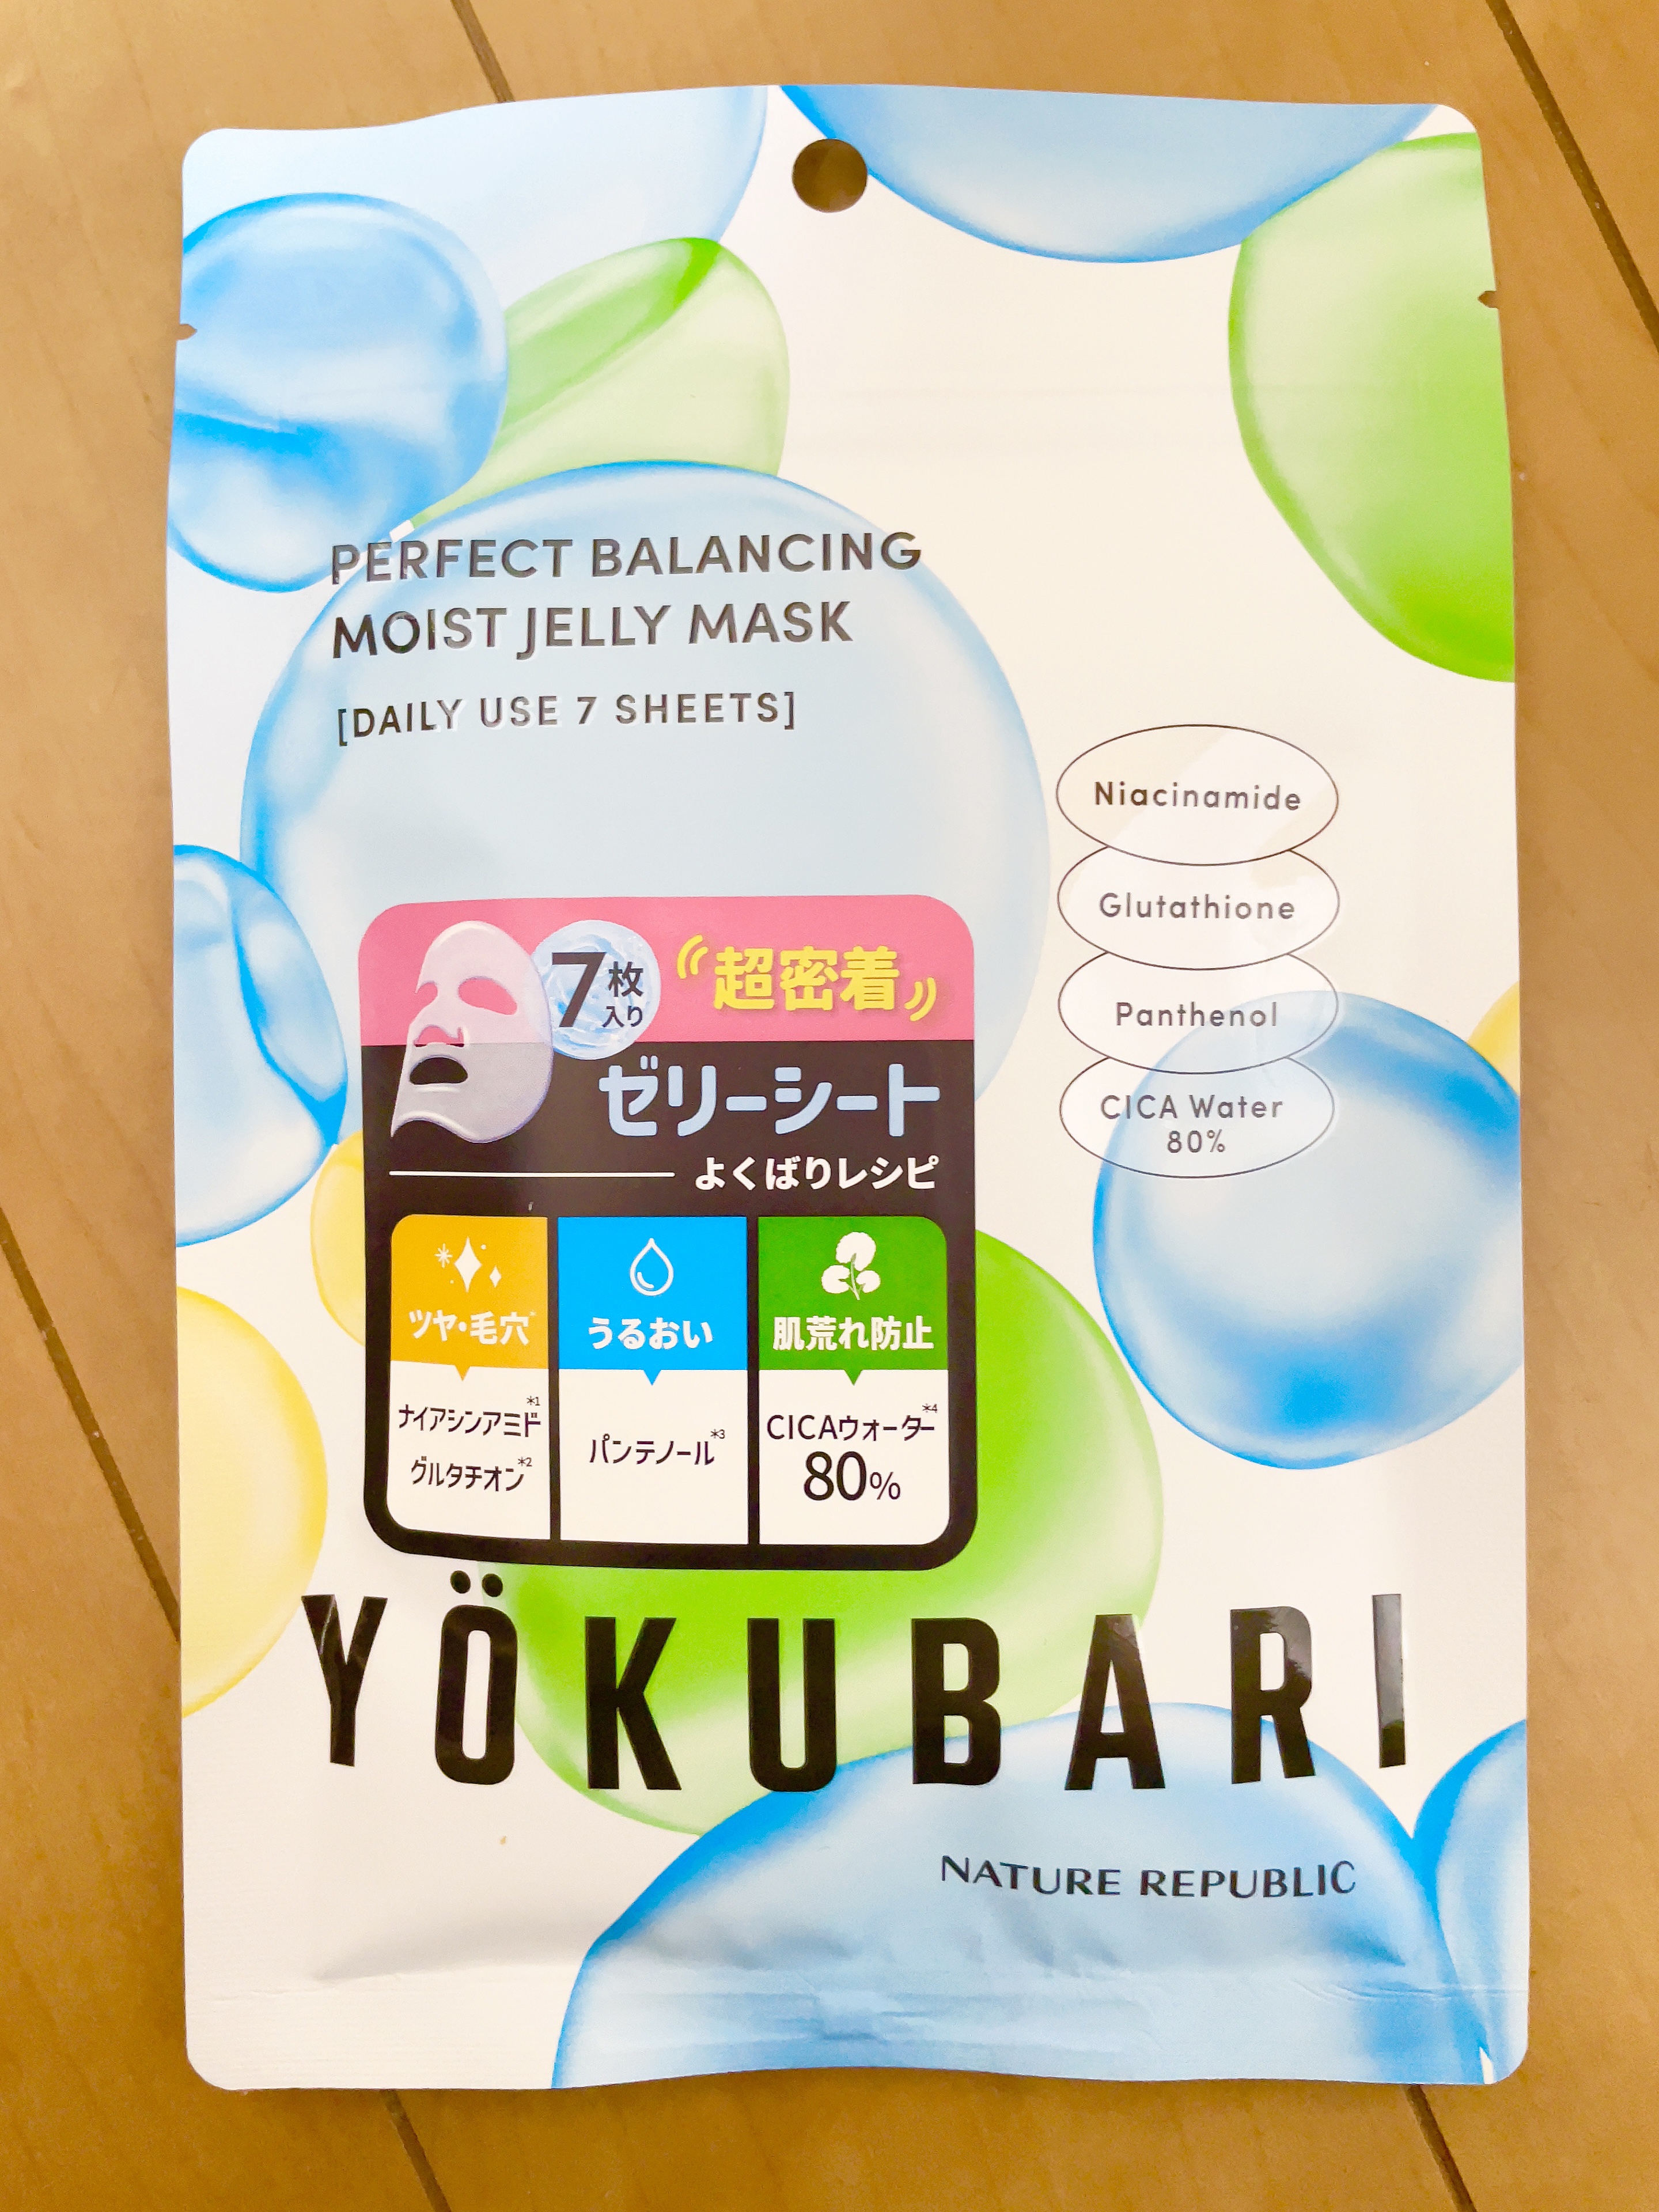 PERFECT BALANCING
MOIST JELLY MASK
[DAILY USE 7 SHEETS]
Niacinamide
Glutathione
Panthenol
CICA Water
80%
7枚入り
超密着
ゼリーシート
よくばりレシピ
ツヤ・毛穴*
ナイアシンアミド*1
グルタチオン*2
うるおい
パンテノール*3
肌荒れ防止
CICAウォーター*4
80%
YÖKUBARI
NATURE REPUBLIC